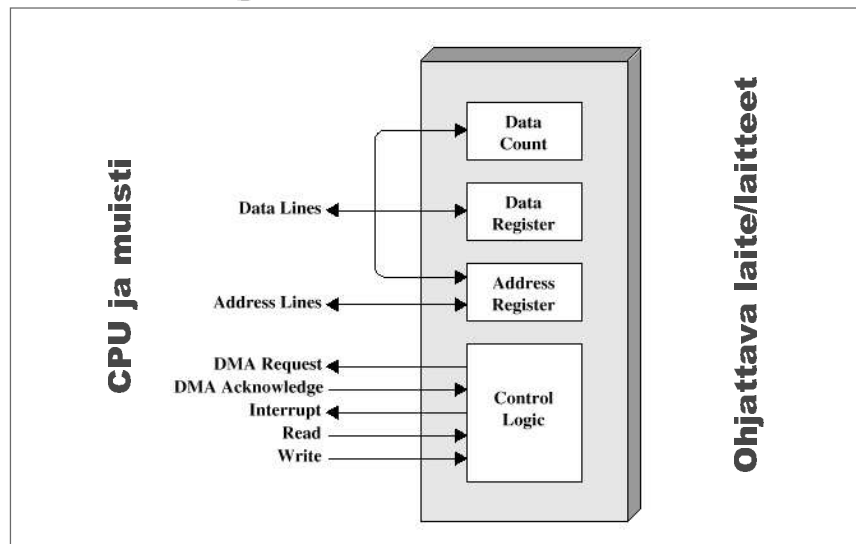 CPU ja muisti
Data Lines
Address Lines
DMA Request
DMA Acknowledge
Interrupt
Read
Write
Data
Count
Data
Register
Address
Register
Control
Logic
Ohjattava laite/laitteet